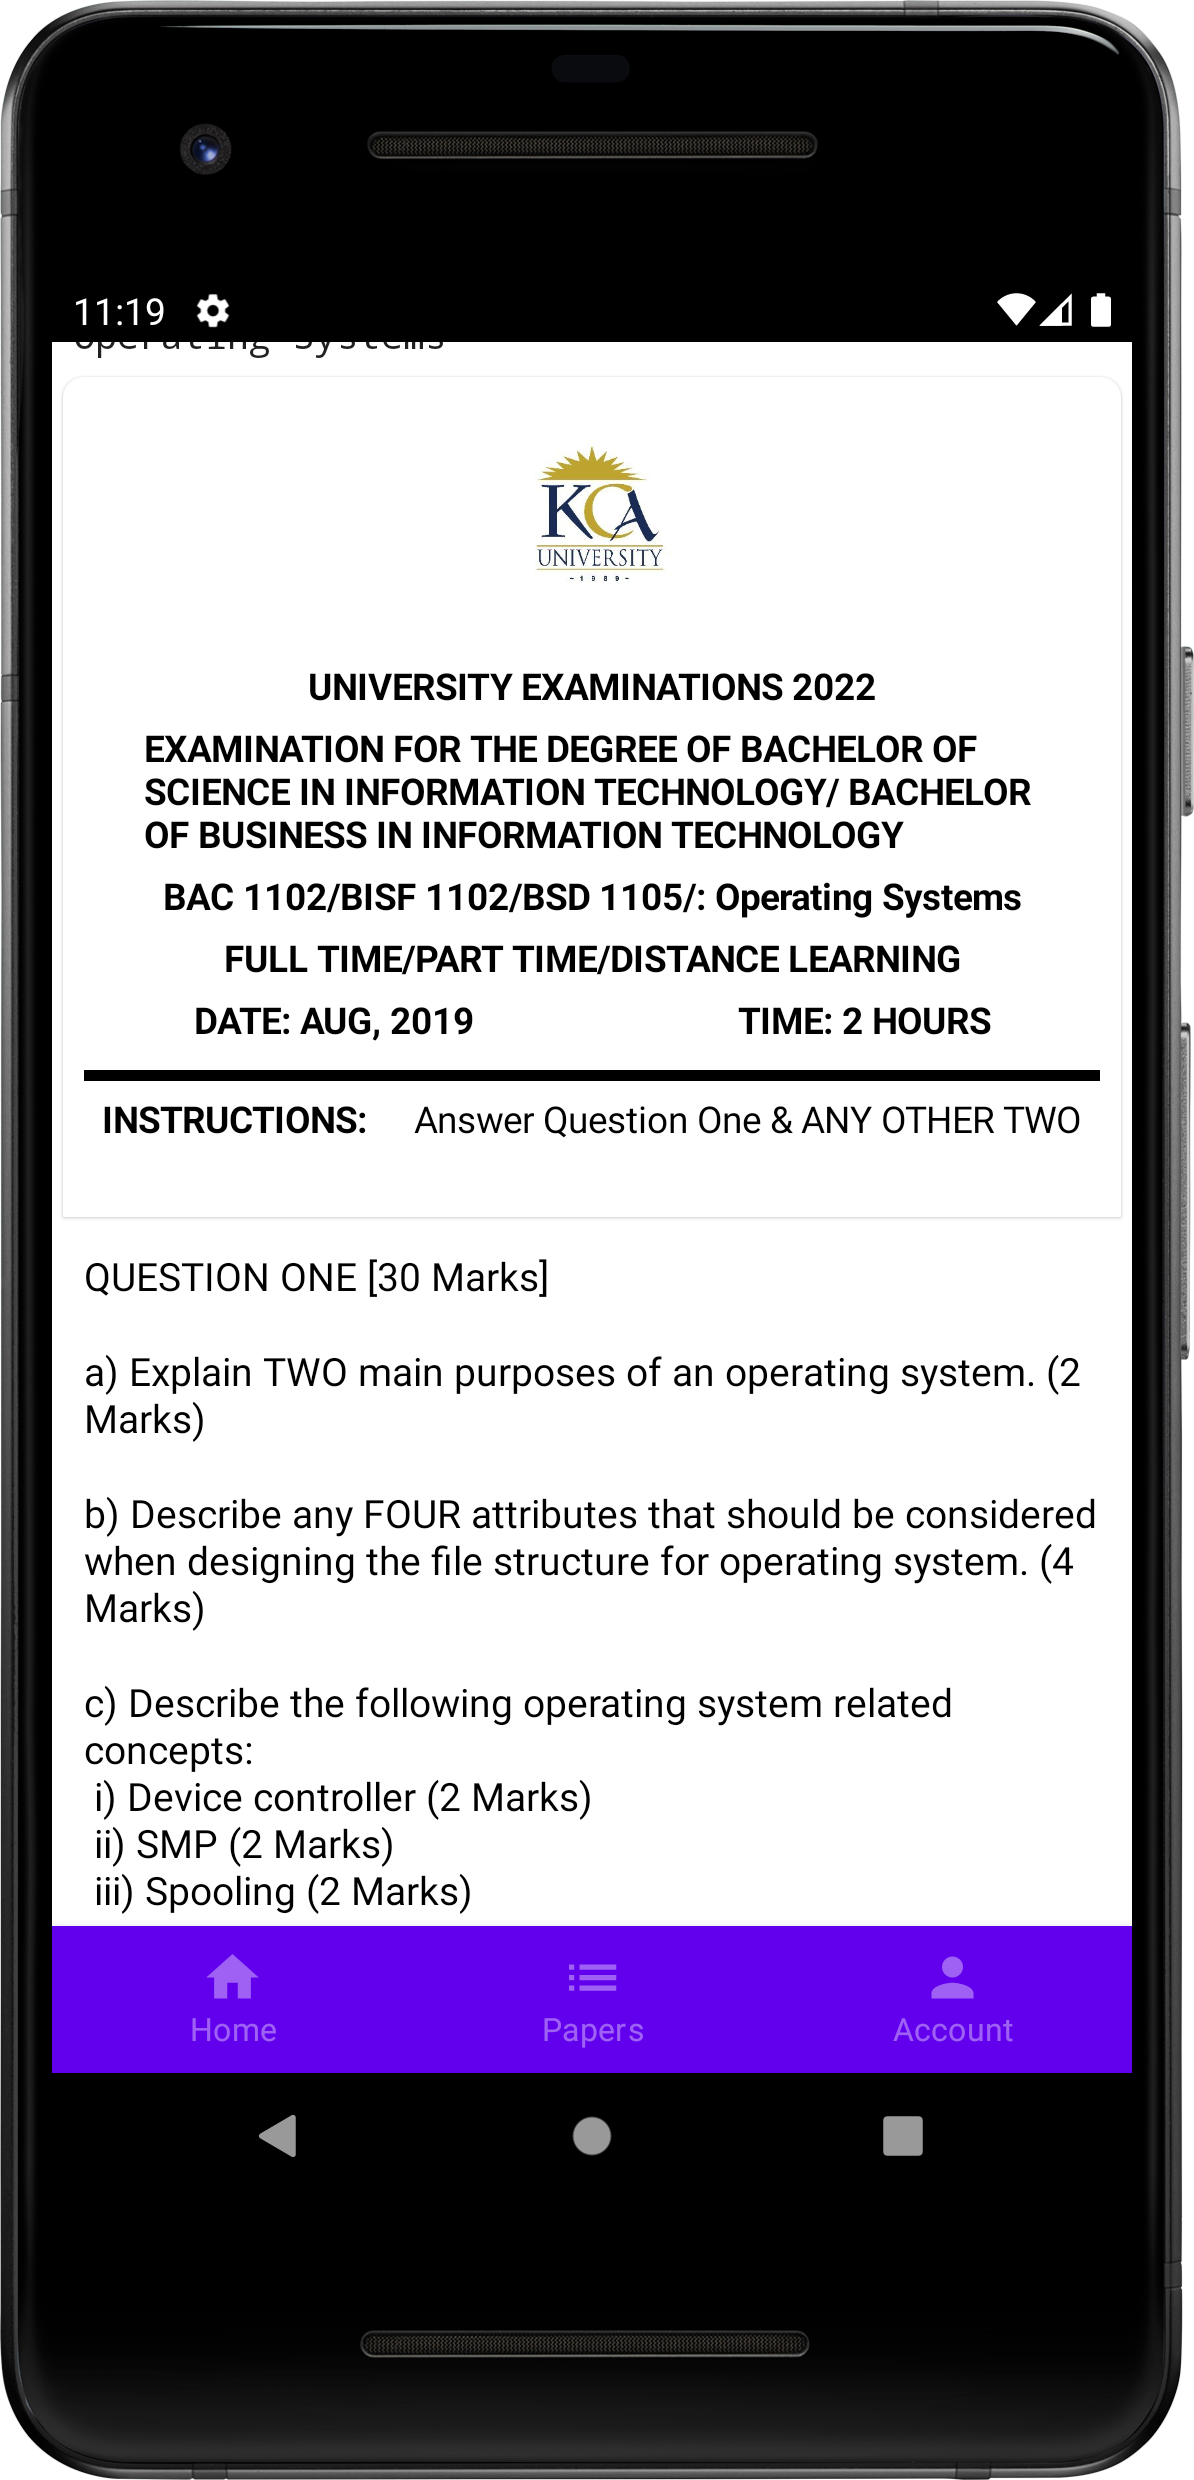 11:19
Operating Systems
KCA
UNIVERSITY
~1989~
UNIVERSITY EXAMINATIONS 2022
EXAMINATION FOR THE DEGREE OF BACHELOR OF
SCIENCE IN INFORMATION TECHNOLOGY/ BACHELOR
OF BUSINESS IN INFORMATION TECHNOLOGY
BAC 1102/BISF 1102/BSD 1105/: Operating Systems
FULL TIME/PART TIME/DISTANCE LEARNING
DATE: AUG, 2019 TIME: 2 HOURS
INSTRUCTIONS: Answer Question One & ANY OTHER TWO
QUESTION ONE [30 Marks]
a) Explain TWO main purposes of an operating system. (2
Marks)
b) Describe any FOUR attributes that should be considered
when designing the file structure for operating system. (4
Marks)
c) Describe the following operating system related
concepts:
i) Device controller (2 Marks)
ii) SMP (2 Marks)
iii) Spooling (2 Marks)
Home Papers Account